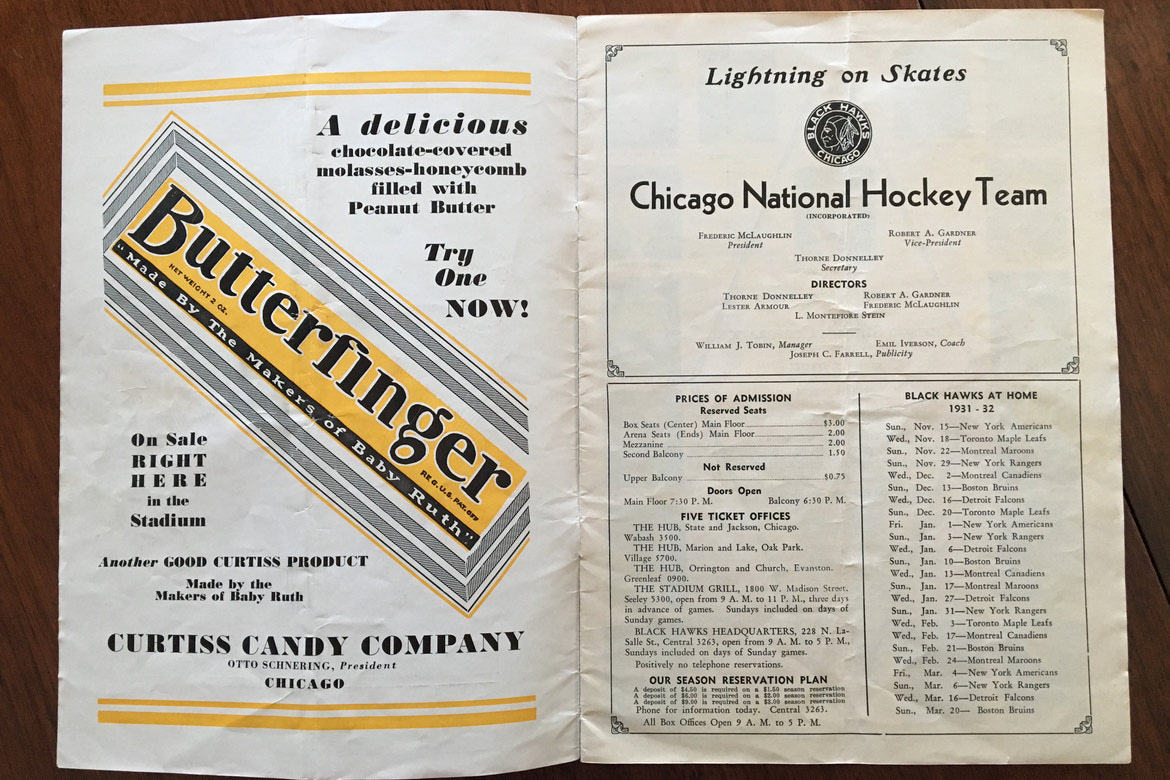 A delicious
chocolate-covered
molasses-honeycomb
filled with
Peanut Butter
Try
One
NOW!
Butterfinger
NET WEIGHT 2 OZ.
REG. U.S. PAT. OFF
"Made By The Makers of Baby Ruth"
On Sale
RIGHT
HERE
in the
Stadium
Another GOOD CURTISS PRODUCT
Made by the
Makers of Baby Ruth
CURTISS CANDY COMPANY
OTTO SCHNERING, President
CHICAGO
Lightning on Skates
BLACK HAWKS
CHICAGO
Chicago National Hockey Team
(INCORPORATED)
FREDERIC MCLAUGHLIN
President
ROBERT A. GARDNER
Vice-President
THORNE DONNELLEY
Secretary
DIRECTORS
THORNE DONNELLEY ROBERT A. GARDNER
LESTER ARMOUR FREDERIC MCLAUGHLIN
L. MONTEFIORE STEIN
WILLIAM J. TOBIN, Manager EMIL IVERSON, Coach
JOSEPH C. FARRELL, Publicity
PRICES OF ADMISSION
Reserved Seats
Box Seats (Center) Main Floor $3.00
Arena Seats (Ends) Main Floor 2.00
Mezzanine 2.00
Second Balcony 1.50
Not Reserved
Upper Balcony $0.75
Doors Open
Main Floor 7:30 P. M. Balcony 6:30 P. M.
FIVE TICKET OFFICES
THE HUB, State and Jackson, Chicago.
Wabash 3500.
THE HUB, Marion and Lake, Oak Park.
Village 5700.
THE HUB, Orrington and Church, Evanston.
Greenleaf 0900.
THE STADIUM GRILL, 1800 W. Madison Street,
Seeley 5300, open from 9 A. M. to 11 P. M., three days
in advance of games. Sundays included on days of
Sunday games.
BLACK HAWKS HEADQUARTERS, 228 N. La-
Salle St., Central 3263, open from 9 A. M. to 5 P. M.,
Sundays included on days of Sunday games.
Positively no telephone reservations.
OUR SEASON RESERVATION PLAN
A deposit of $4.50 is required on a $1.50 season reservation
A deposit of $6.00 is required on a $2.00 season reservation
A deposit of $9.00 is required on a $3.00 season reservation
Phone for information today. Central 3263.
All Box Offices Open 9 A. M. to 5 P. M.
BLACK HAWKS AT HOME
1931 - 32
Sun., Nov. 15—New York Americans
Wed., Nov. 18—Toronto Maple Leafs
Sun., Nov. 22—Montreal Maroons
Sun., Nov. 29—New York Rangers
Wed., Dec. 2—Montreal Canadiens
Sun., Dec. 13—Boston Bruins
Wed., Dec. 16—Detroit Falcons
Sun., Dec. 20—Toronto Maple Leafs
Fri. Jan. 1—New York Americans
Sun., Jan. 3—New York Rangers
Wed., Jan. 6—Detroit Falcons
Sun., Jan. 10—Boston Bruins
Wed., Jan. 13—Montreal Canadiens
Sun., Jan. 17—Montreal Maroons
Wed., Jan. 27—Detroit Falcons
Sun., Jan. 31—New York Rangers
Wed., Feb. 3—Toronto Maple Leafs
Wed., Feb. 17—Montreal Canadiens
Sun., Feb. 21—Boston Bruins
Wed., Feb. 24—Montreal Maroons
Fri., Mar. 4—New York Americans
Sun., Mar. 6—New York Rangers
Wed., Mar. 16—Detroit Falcons
Sun., Mar. 20— Boston Bruins